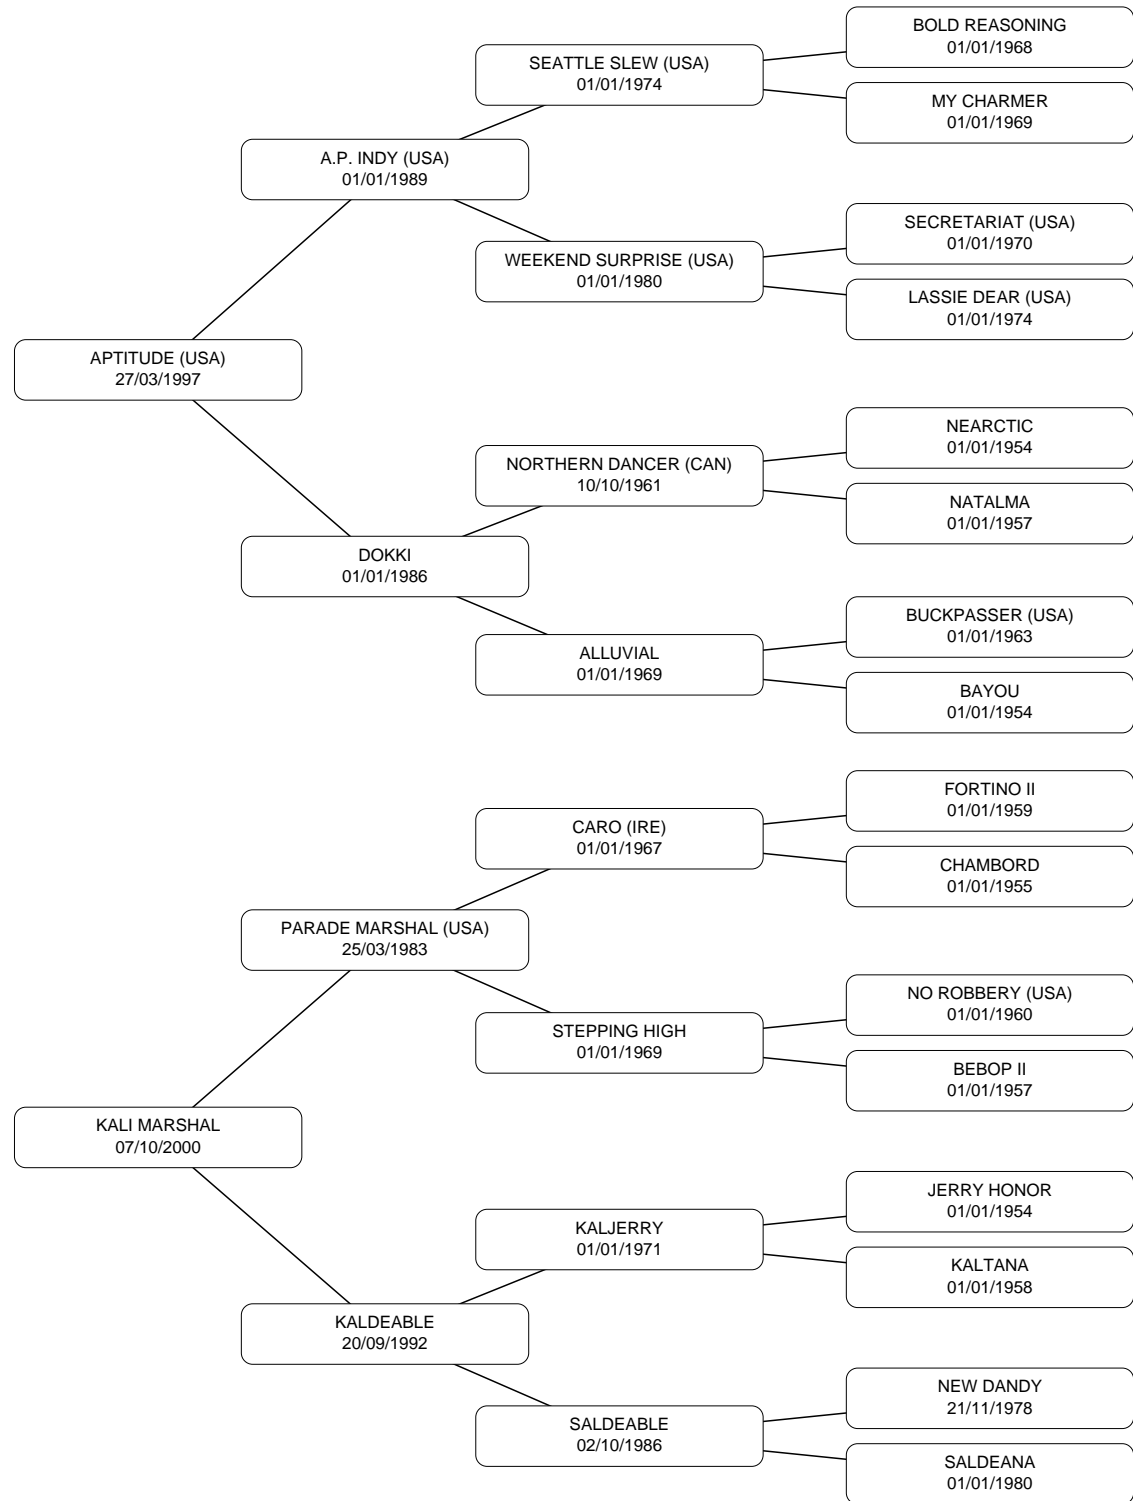 BOLD REASONING
01/01/1968
SEATTLE SLEW (USA)
01/01/1974
MY CHARMER
01/01/1969
A.P. INDY (USA)
01/01/1989
SECRETARIAT (USA)
01/01/1970
WEEKEND SURPRISE (USA)
01/01/1980
LASSIE DEAR (USA)
01/01/1974
APTITUDE (USA)
27/03/1997
NEARCTIC
01/01/1954
NORTHERN DANCER (CAN)
10/10/1961
NATALMA
01/01/1957
DOKKI
01/01/1986
BUCKPASSER (USA)
01/01/1963
ALLUVIAL
01/01/1969
BAYOU
01/01/1954
FORTINO II
01/01/1959
CARO (IRE)
01/01/1967
CHAMBORD
01/01/1955
PARADE MARSHAL (USA)
25/03/1983
NO ROBBERY (USA)
01/01/1960
STEPPING HIGH
01/01/1969
BEBOP II
01/01/1957
KALI MARSHAL
07/10/2000
JERRY HONOR
01/01/1954
KALJERRY
01/01/1971
KALTANA
01/01/1958
KALDEABLE
20/09/1992
NEW DANDY
21/11/1978
SALDEABLE
02/10/1986
SALDEANA
01/01/1980